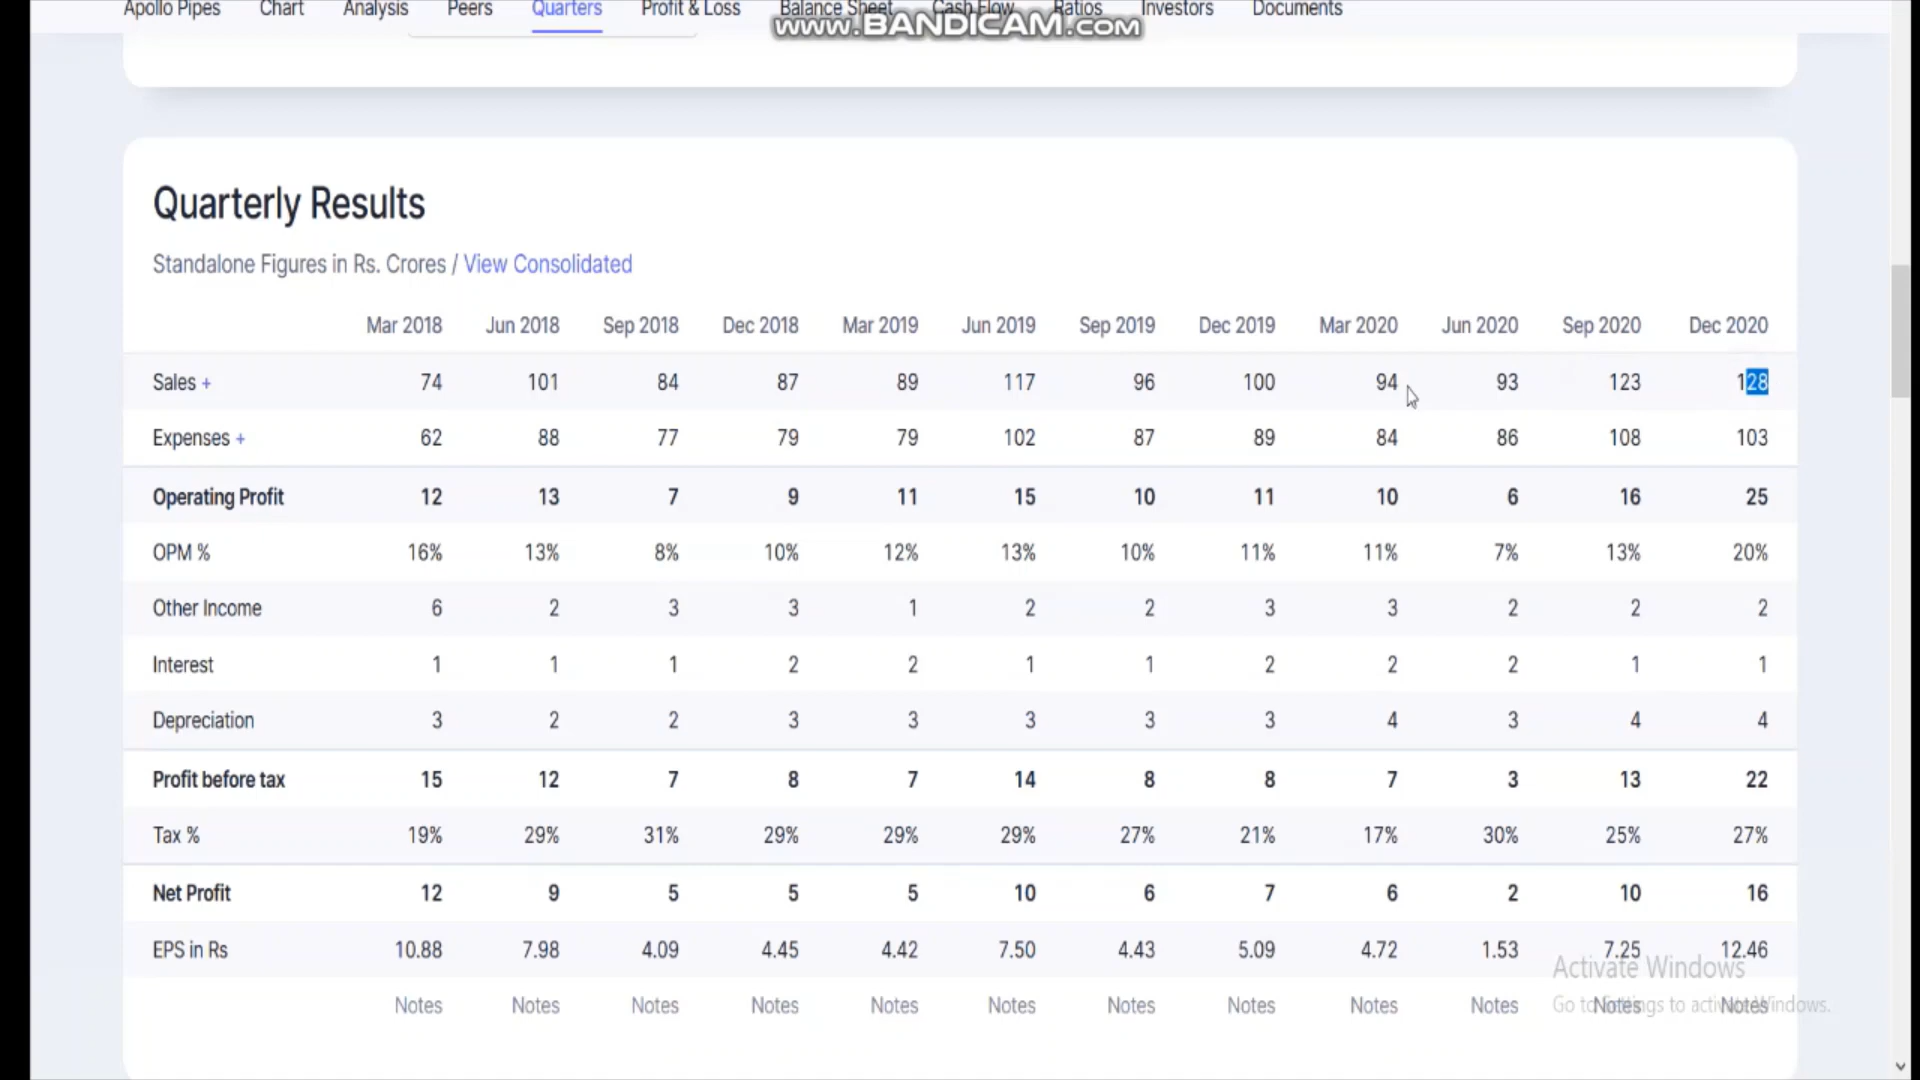 Apollo Pipes Chart Analysis Peers Quarters Profit & Loss Balance Sheet Cash Flow Ratios Investors Documents
www.BANDICAM.com
Quarterly Results
Standalone Figures in Rs. Crores / View Consolidated
Mar 2018 Jun 2018 Sep 2018 Dec 2018 Mar 2019 Jun 2019 Sep 2019 Dec 2019 Mar 2020 Jun 2020 Sep 2020 Dec 2020
Sales + 74 101 84 87 89 117 96 100 94 93 123 128
Expenses + 62 88 77 79 79 102 87 89 84 86 108 103
Operating Profit 12 13 7 9 11 15 10 11 10 6 16 25
OPM % 16% 13% 8% 10% 12% 13% 10% 11% 11% 7% 13% 20%
Other Income 6 2 3 3 1 2 2 3 3 2 2 2
Interest 1 1 1 2 2 1 1 2 2 2 1 1
Depreciation 3 2 2 3 3 3 3 3 4 3 4 4
Profit before tax 15 12 7 8 7 14 8 8 7 3 13 22
Tax % 19% 29% 31% 29% 29% 29% 27% 21% 17% 30% 25% 27%
Net Profit 12 9 5 5 5 10 6 7 6 2 10 16
EPS in Rs 10.88 7.98 4.09 4.45 4.42 7.50 4.43 5.09 4.72 1.53 7.25 12.46
Activate Windows
Notes Notes Notes Notes Notes Notes Notes Notes Notes Notes Notes Notes
Go to Settings to activate Windows.